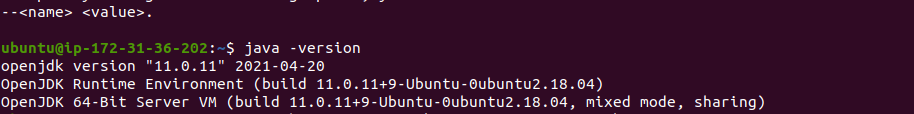 --<name> <value>.
ubuntu@ip-172-31-36-202:~$ java -version
openjdk version "11.0.11" 2021-04-20
OpenJDK Runtime Environment (build 11.0.11+9-Ubuntu-0ubuntu2.18.04)
OpenJDK 64-Bit Server VM (build 11.0.11+9-Ubuntu-0ubuntu2.18.04, mixed mode, sharing)